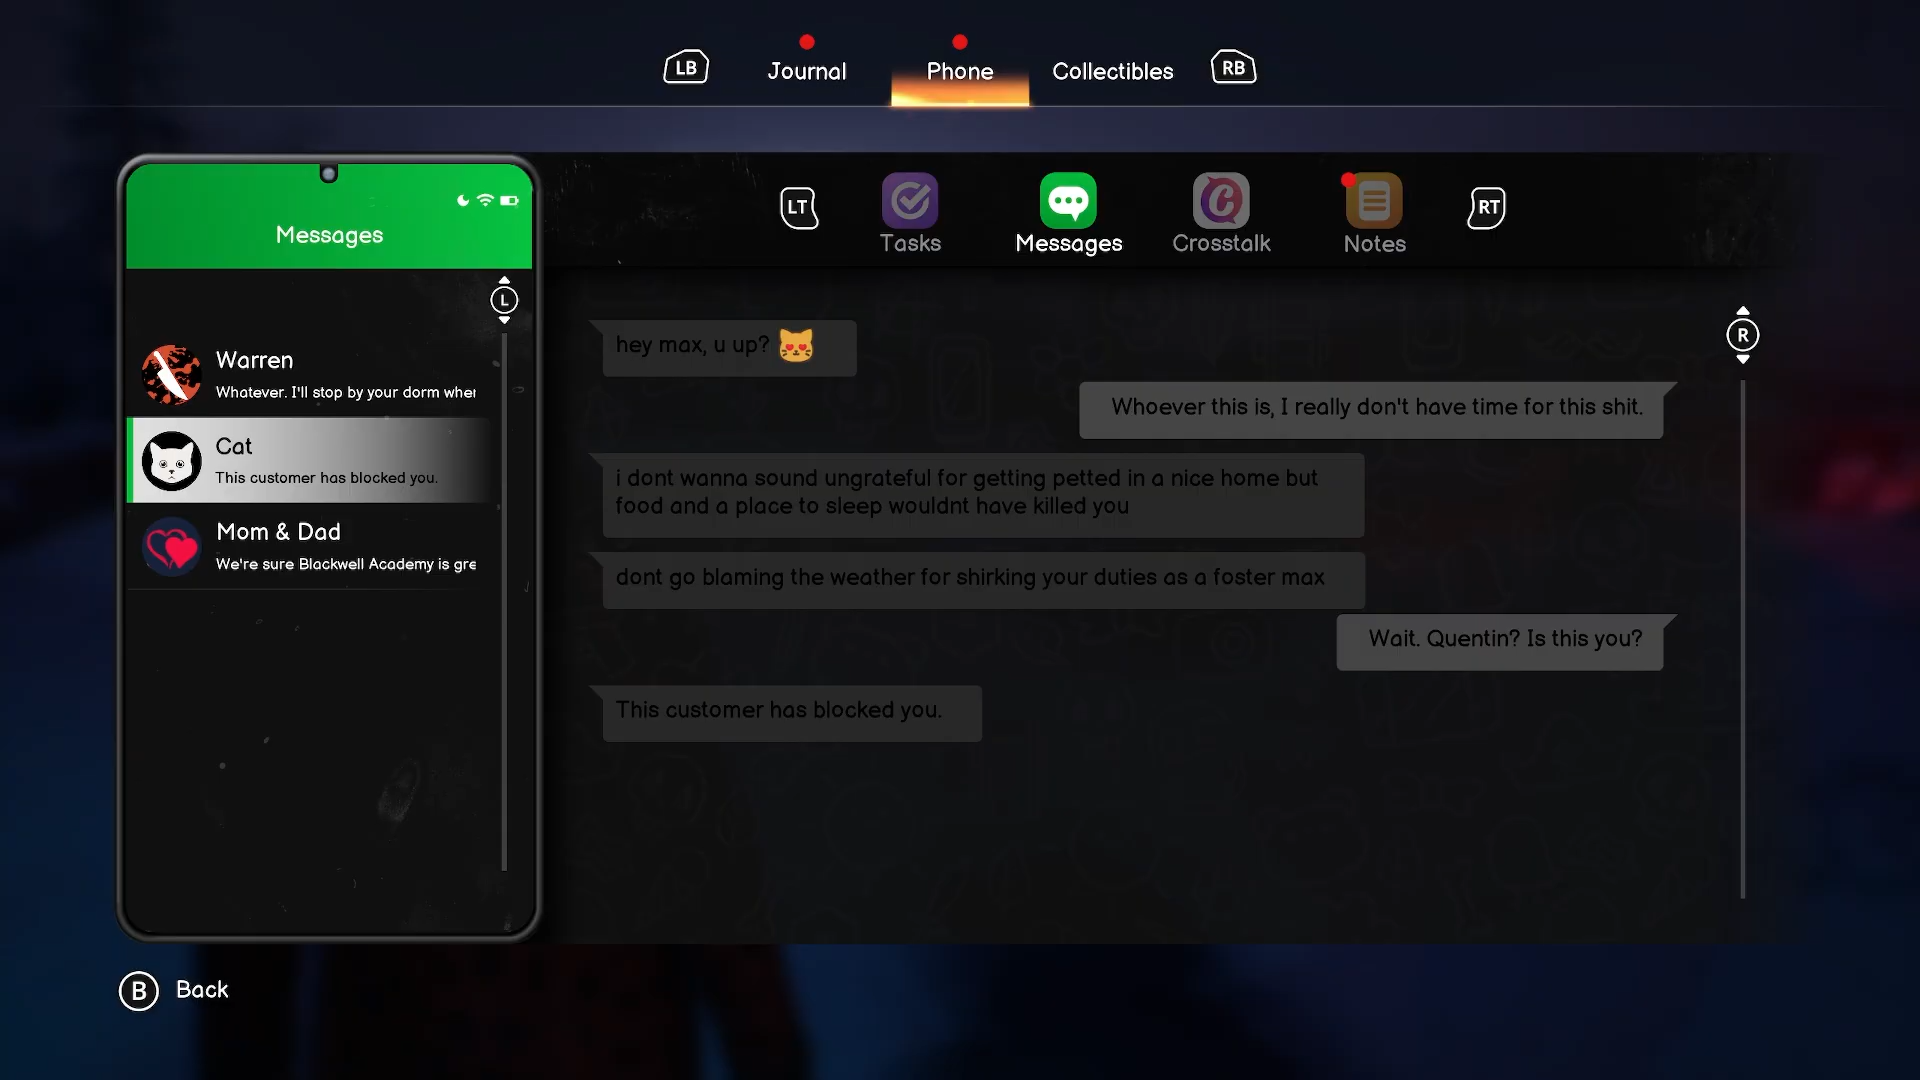 LB
Journal
Phone
Collectibles
RB
Messages
LT
Tasks
Messages
Crosstalk
Notes
RT
L
Warren
Whatever. I'll stop by your dorm when
Cat
This customer has blocked you.
Mom & Dad
We're sure Blackwell Academy is gre
hey max, u up?
R
Whoever this is, I really don't have time for this shit.
i dont wanna sound ungrateful for getting petted in a nice home but
food and a place to sleep wouldnt have killed you
dont go blaming the weather for shirking your duties as a foster max
Wait. Quentin? Is this you?
This customer has blocked you.
B Back